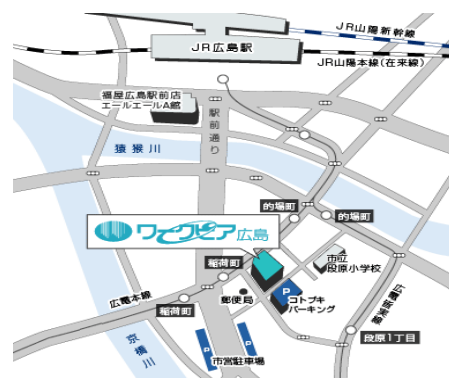 JR山陽新幹線
JR広島駅
JR山陽本線(在来線)
福屋広島駅前店
エールエールA館
駅前通り
猿猴川
的場町
的場町
ワークピア広島
市立
段原小学校
稲荷町
広電本線
稲荷町
郵便局
P
コトブキ
パーキング
広電皆実線
京橋川
P
P
市営駐車場
段原1丁目